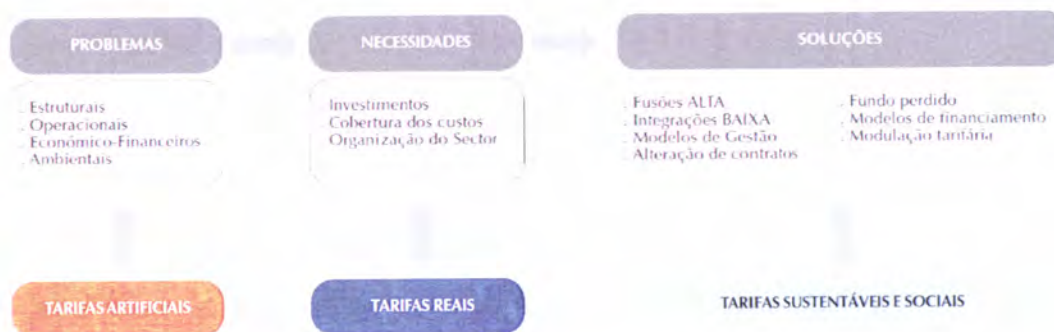 PROBLEMAS
. Estruturais
. Operacionais
. Económico-Financeiros
. Ambientais
TARIFAS ARTIFICIAIS
NECESSIDADES
. Investimentos
. Cobertura dos custos
. Organização do Sector
TARIFAS REAIS
SOLUÇÕES
. Fusões ALTA
. Integrações BAIXA
. Modelos de Gestão
. Alteração de contratos
. Fundo perdido
. Modelos de financiamento
. Modulação tarifária
TARIFAS SUSTENTÁVEIS E SOCIAIS